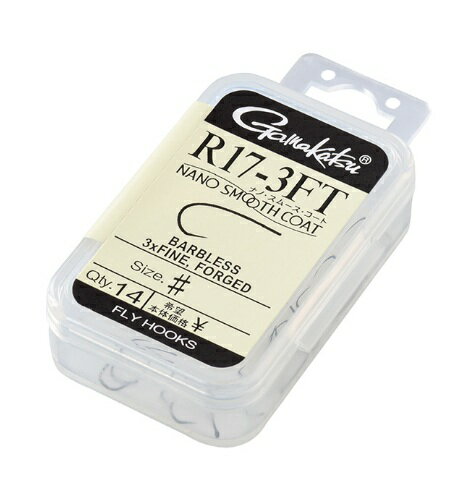 Gamakatsu®
R17-3FT
ナノ・スムース・コート
NANO SMOOTH COAT
BARBLESS
3xFINE, FORGED
Size. #
Qty. 14 希望本体価格 ¥
FLY HOOKS